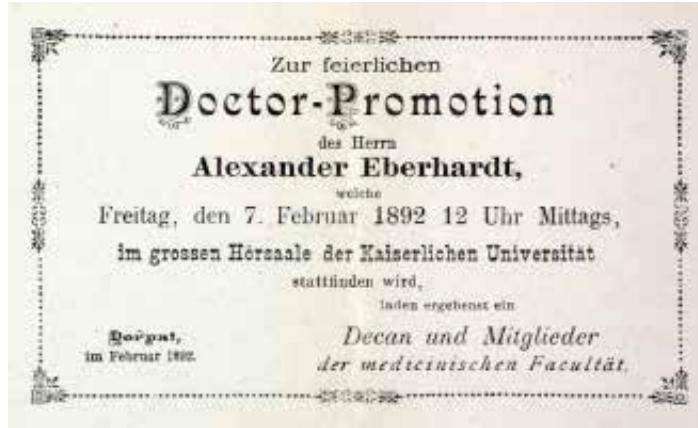 Zur feierlichen
Doctor-Promotion
des Herrn
Alexander Eberhardt,
welche
Freitag, den 7. Februar 1892 12 Uhr Mittags,
im grossen Hörsaale der Kaiserlichen Universität
stattfinden wird,
laden ergebenst ein
Dorpat,
im Februar 1892.
Decan und Mitglieder
der medicinischen Facultät.